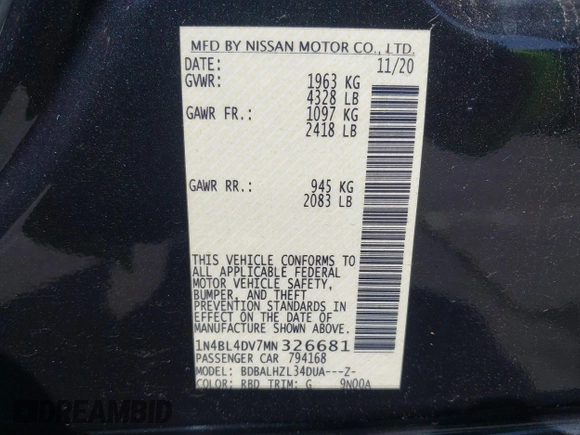 MFD BY NISSAN MOTOR CO., LTD.
DATE: 11/20
GVWR: 1963 KG
4328 LB
GAWR FR.: 1097 KG
2418 LB
GAWR RR.: 945 KG
2083 LB
THIS VEHICLE CONFORMS TO
ALL APPLICABLE FEDERAL
MOTOR VEHICLE SAFETY,
BUMPER, AND THEFT
PREVENTION STANDARDS IN
EFFECT ON THE DATE OF
MANUFACTURE SHOWN ABOVE.
1N4BL4DV7MN326681
PASSENGER CAR 794168
MODEL: BDBALHZL34DUA---Z-
COLOR: RBD TRIM: G 9N00A
DREAMBID